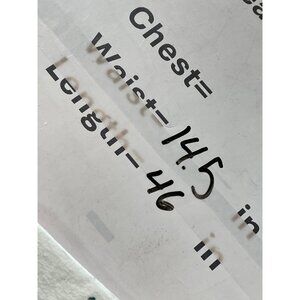 Chest=
Waist= 14.5 in
Length= 46 in